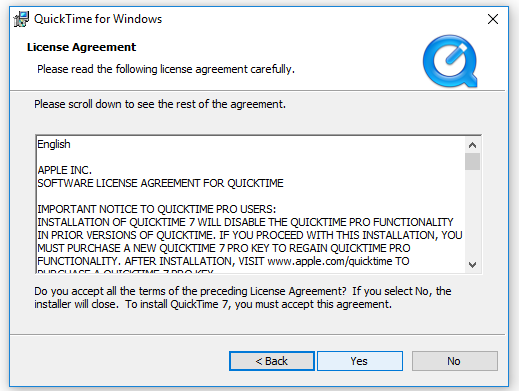 QuickTime for Windows
License Agreement
Please read the following license agreement carefully.
Please scroll down to see the rest of the agreement.
English
APPLE INC.
SOFTWARE LICENSE AGREEMENT FOR QUICKTIME
IMPORTANT NOTICE TO QUICKTIME PRO USERS:
INSTALLATION OF QUICKTIME 7 WILL DISABLE THE QUICKTIME PRO FUNCTIONALITY
IN PRIOR VERSIONS OF QUICKTIME. IF YOU PROCEED WITH THIS INSTALLATION, YOU
MUST PURCHASE A NEW QUICKTIME 7 PRO KEY TO REGAIN QUICKTIME PRO
FUNCTIONALITY. AFTER INSTALLATION, VISIT www.apple.com/quicktime TO
PURCHASE A QUICKTIME 7 PRO KEY.
Do you accept all the terms of the preceding License Agreement? If you select No, the
installer will close. To install QuickTime 7, you must accept this agreement.
< Back
Yes
No